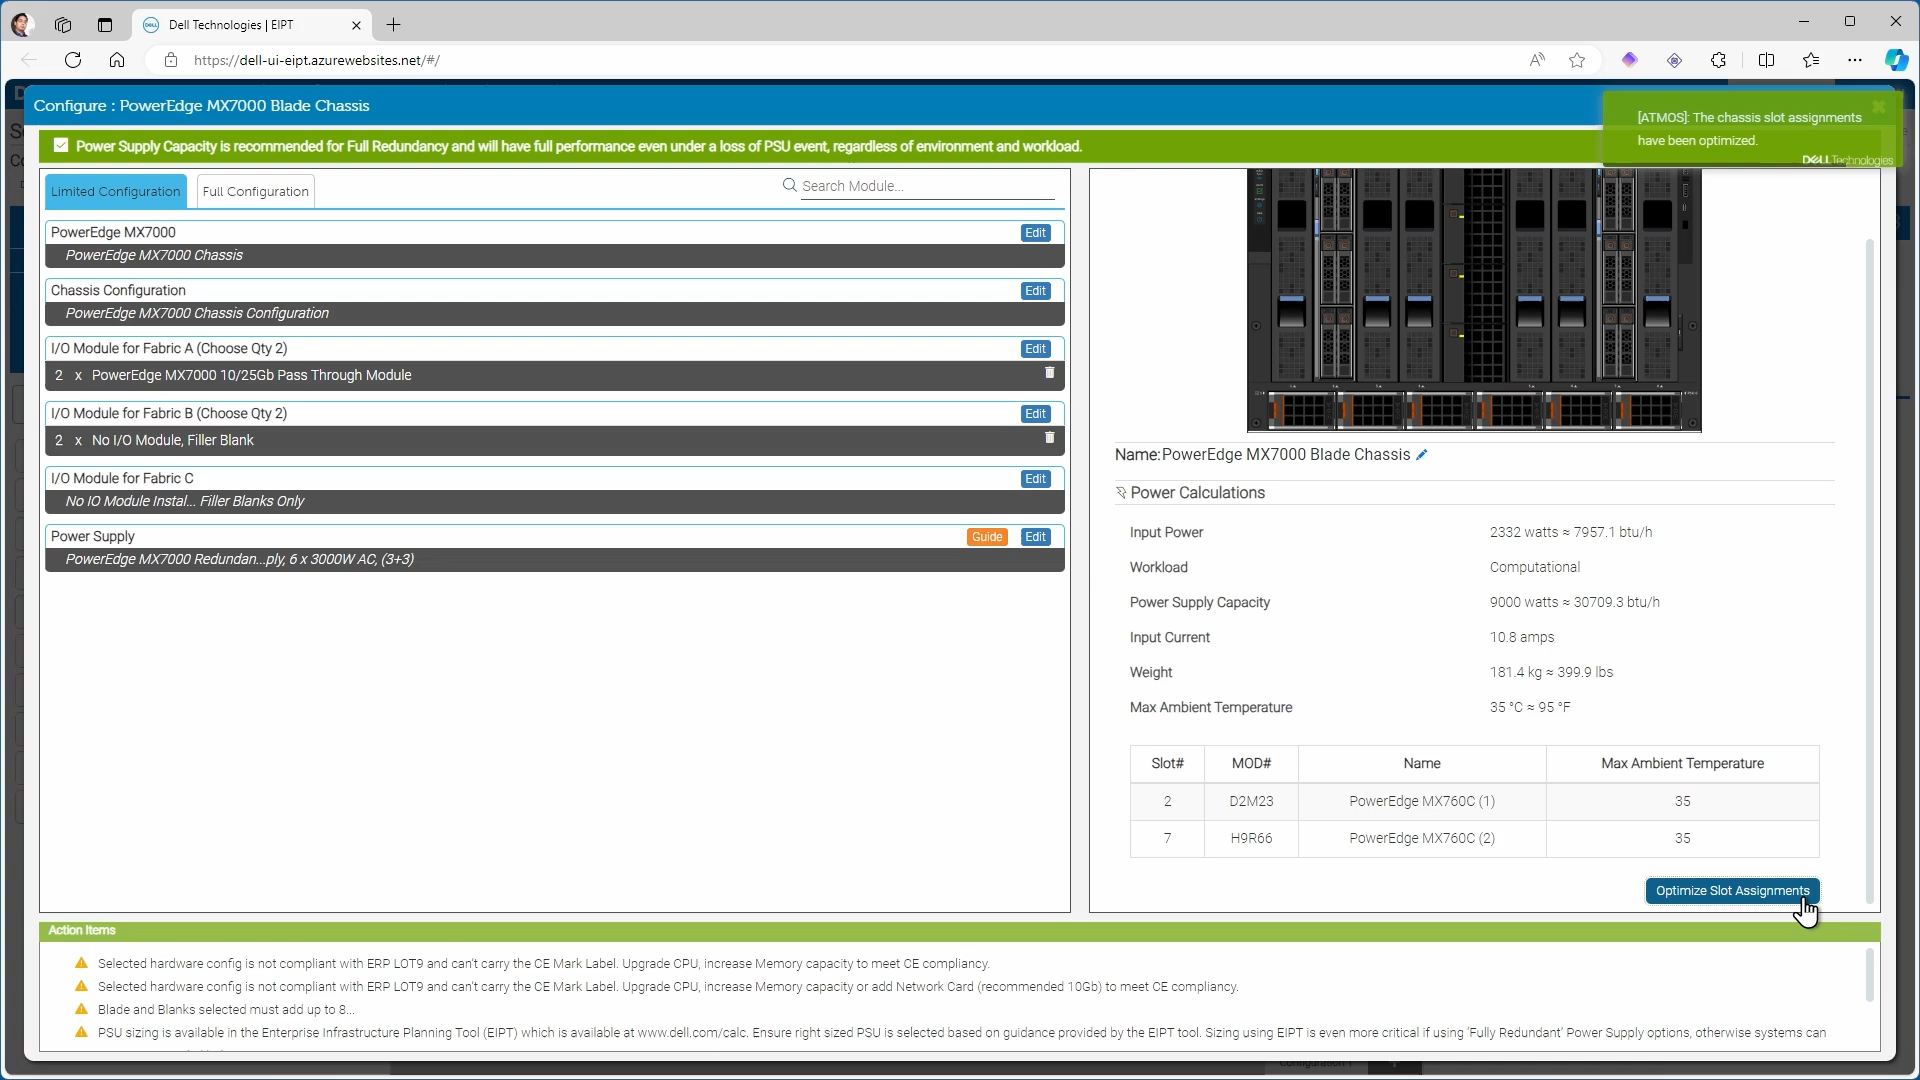 Dell Technologies | EIPT
https://dell-ui-eipt.azurewebsites.net/#/
Configure : PowerEdge MX7000 Blade Chassis
[ATMOS]: The chassis slot assignments
have been optimized.
DELL Technologies
Power Supply Capacity is recommended for Full Redundancy and will have full performance even under a loss of PSU event, regardless of environment and workload.
Limited Configuration
Full Configuration
Search Module...
PowerEdge MX7000
Edit
PowerEdge MX7000 Chassis
Chassis Configuration
Edit
PowerEdge MX7000 Chassis Configuration
I/O Module for Fabric A (Choose Qty 2)
Edit
2 x PowerEdge MX7000 10/25Gb Pass Through Module
I/O Module for Fabric B (Choose Qty 2)
Edit
2 x No I/O Module, Filler Blank
I/O Module for Fabric C
Edit
No IO Module Instal... Filler Blanks Only
Power Supply
Guide
Edit
PowerEdge MX7000 Redundan...ply, 6 x 3000W AC, (3+3)
Name:PowerEdge MX7000 Blade Chassis
Power Calculations
Input Power 2332 watts ≈ 7957.1 btu/h
Workload Computational
Power Supply Capacity 9000 watts ≈ 30709.3 btu/h
Input Current 10.8 amps
Weight 181.4 kg ≈ 399.9 lbs
Max Ambient Temperature 35 °C ≈ 95 °F
Slot# MOD# Name Max Ambient Temperature
2 D2M23 PowerEdge MX760C (1) 35
7 H9R66 PowerEdge MX760C (2) 35
Optimize Slot Assignments
Action Items
Selected hardware config is not compliant with ERP LOT9 and can't carry the CE Mark Label. Upgrade CPU, increase Memory capacity to meet CE compliancy.
Selected hardware config is not compliant with ERP LOT9 and can't carry the CE Mark Label. Upgrade CPU, increase Memory capacity or add Network Card (recommended 10Gb) to meet CE compliancy.
Blade and Blanks selected must add up to 8...
PSU sizing is available in the Enterprise Infrastructure Planning Tool (EIPT) which is available at www.dell.com/calc. Ensure right sized PSU is selected based on guidance provided by the EIPT tool. Sizing using EIPT is even more critical if using 'Fully Redundant' Power Supply options, otherwise systems can